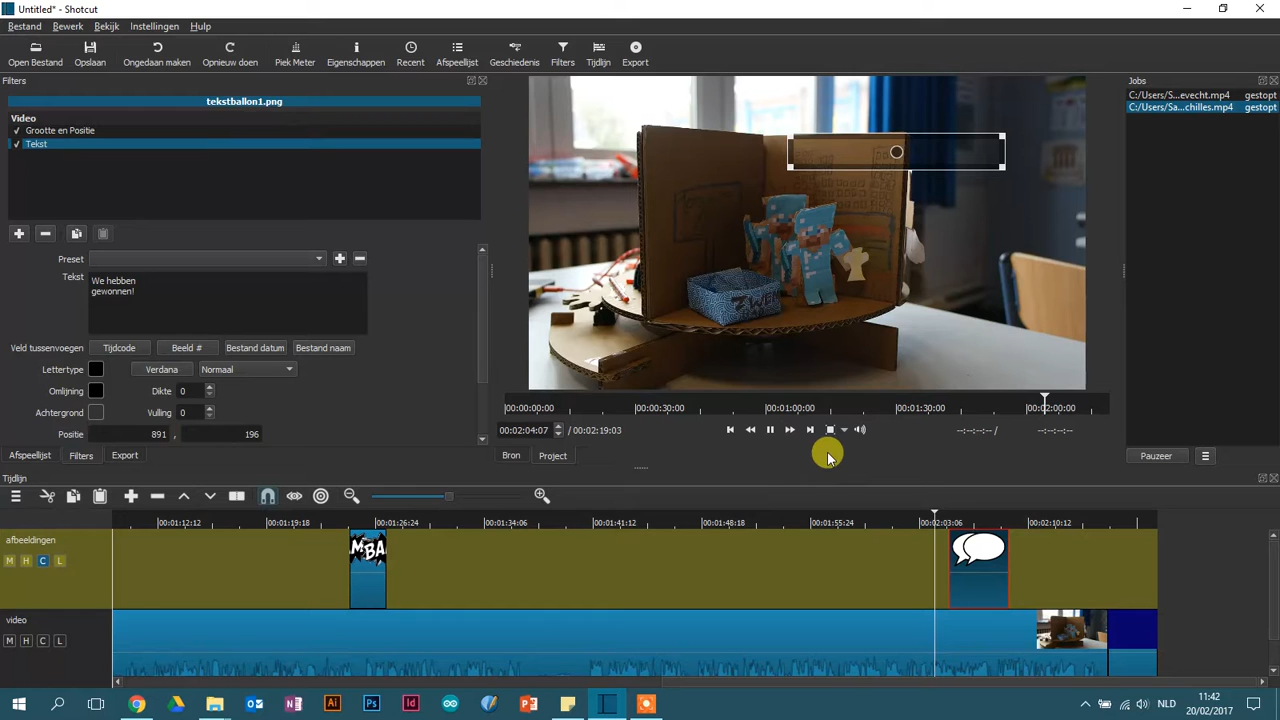 Untitled* - Shotcut
Bestand Bewerk Bekijk Instellingen Hulp
Open Bestand Opslaan Ongedaan maken Opnieuw doen Piek Meter Eigenschappen Recent Afspeellijst Geschiedenis Filters Tijdlijn Export
Filters
tekstballon1.png
Video
Grootte en Positie
Tekst
Preset
Tekst
We hebben
gewonnen!
Veld tussenvoegen Tijdcode Beeld # Bestand datum Bestand naam
Lettertype Verdana Normaal
Omlijning Dikte 0
Achtergrond Vulling 0
Positie 891 , 196
Afspeellijst Filters Export
ZWEM
00:00:00:00 00:00:30:00 00:01:00:00 00:01:30:00 00:02:00:00
00:02:04:07 / 00:02:19:03 --:--:--:-- / --:--:--:--
Bron Project
Jobs
C:/Users/S...evecht.mp4 gestopt
C:/Users/Sa...chilles.mp4 gestopt
Pauzeer
Tijdlijn
00:01:12:12 00:01:19:18 00:01:26:24 00:01:34:06 00:01:41:12 00:01:48:18 00:01:55:24 00:02:03:06 00:02:10:12
afbeeldingen
M H C L
video
M H C L
NLD
11:42
20/02/2017